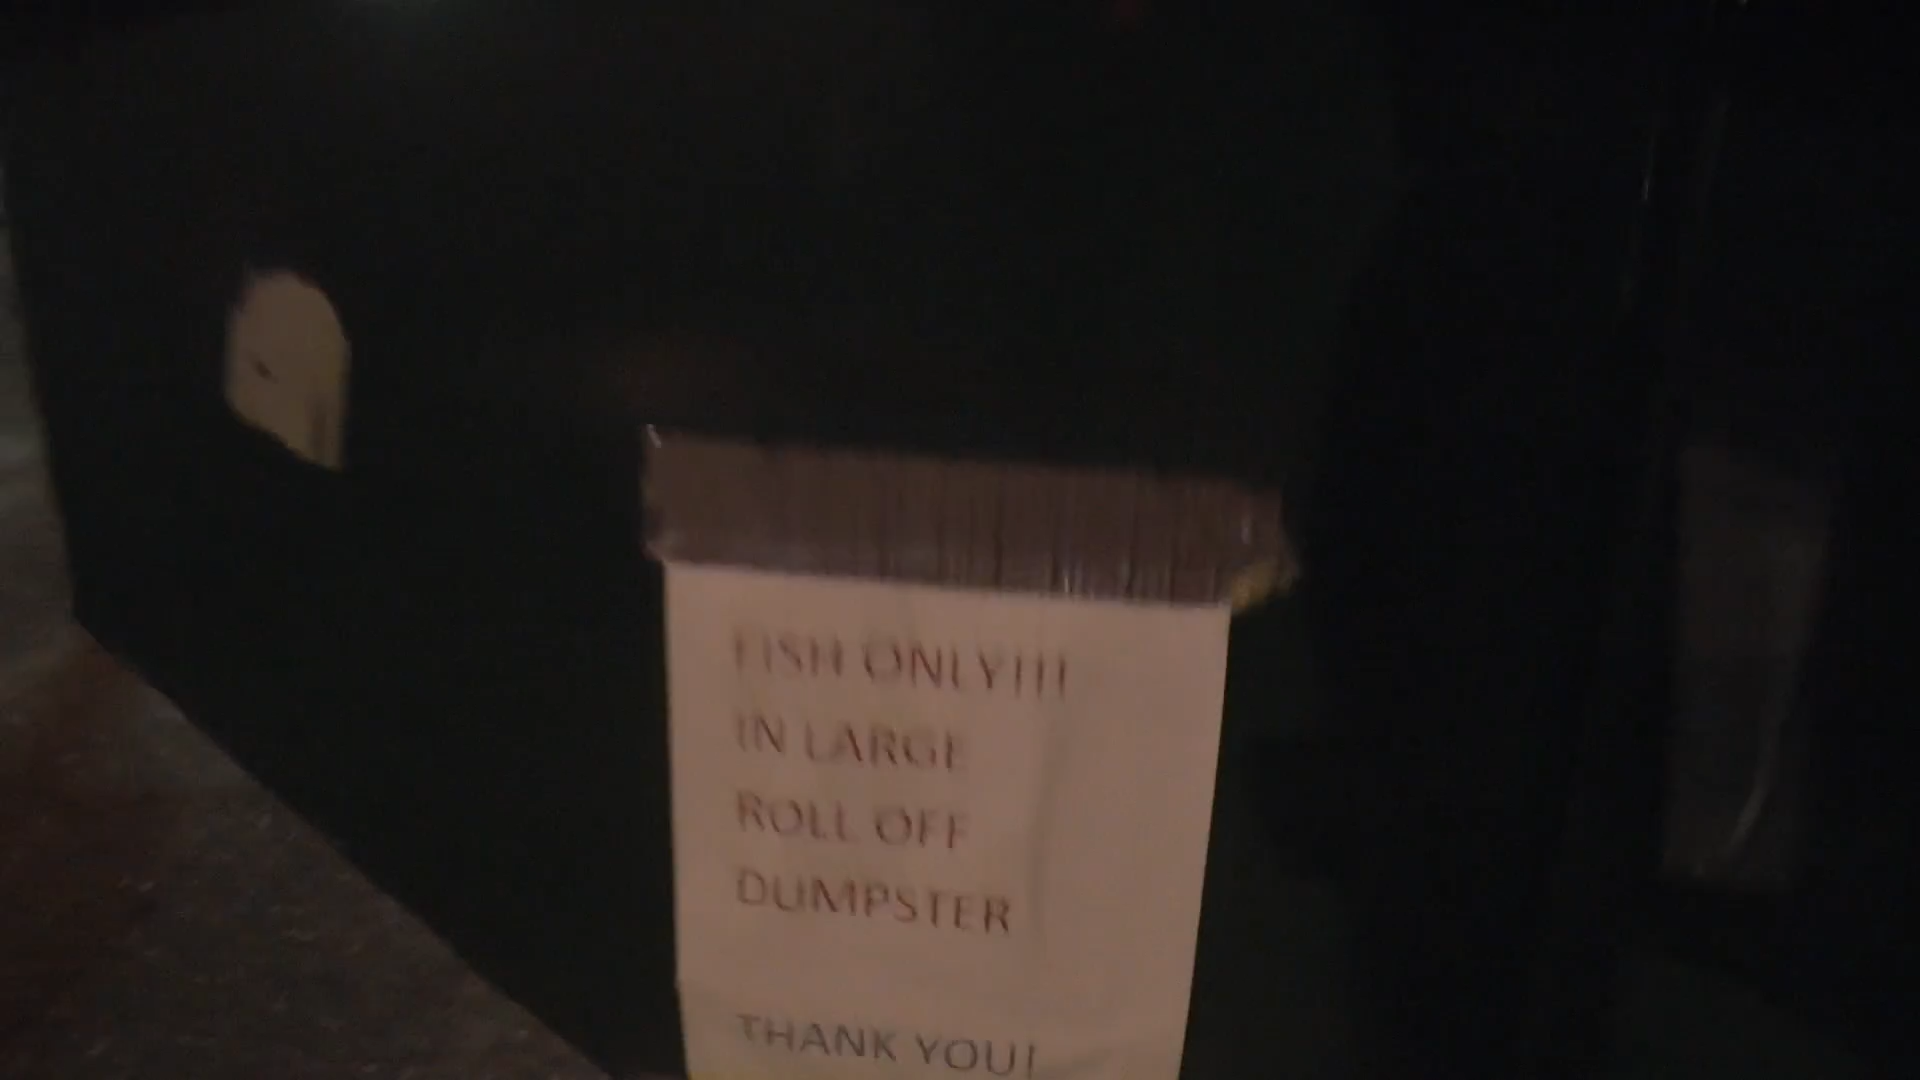 FISH ONLY!!!
IN LARGE
ROLL OFF
DUMPSTER
THANK YOU!